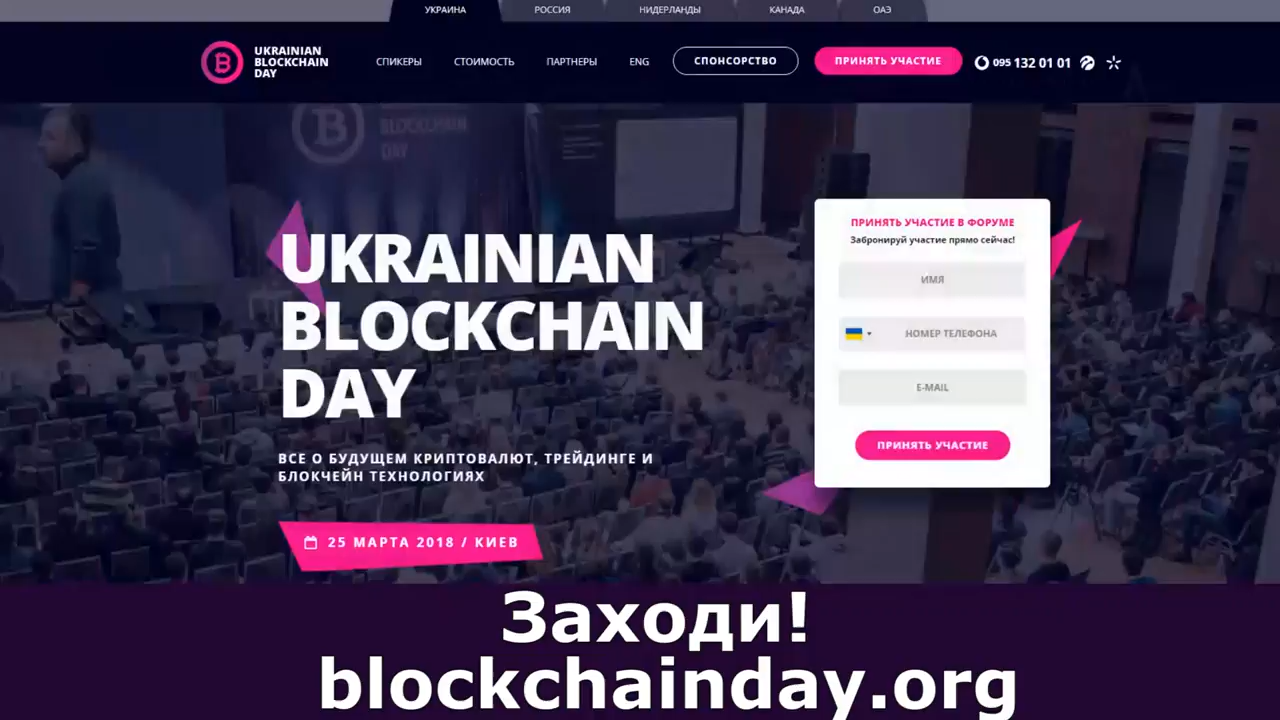 УКРАИНА
РОССИЯ
НИДЕРЛАНДЫ
КАНАДА
ОАЭ
UKRAINIAN
BLOCKCHAIN
DAY
СПИКЕРЫ
СТОИМОСТЬ
ПАРТНЕРЫ
ENG
СПОНСОРСТВО
ПРИНЯТЬ УЧАСТИЕ
095 132 01 01
BLOCKCHAIN
DAY
UKRAINIAN
BLOCKCHAIN
DAY
ВСЕ О БУДУЩЕМ КРИПТОВАЛЮТ, ТРЕЙДИНГЕ И
БЛОКЧЕЙН ТЕХНОЛОГИЯХ
25 МАРТА 2018 / КИЕВ
ПРИНЯТЬ УЧАСТИЕ В ФОРУМЕ
Забронируй участие прямо сейчас!
ИМЯ
НОМЕР ТЕЛЕФОНА
E-MAIL
ПРИНЯТЬ УЧАСТИЕ
Заходи!
blockchainday.org